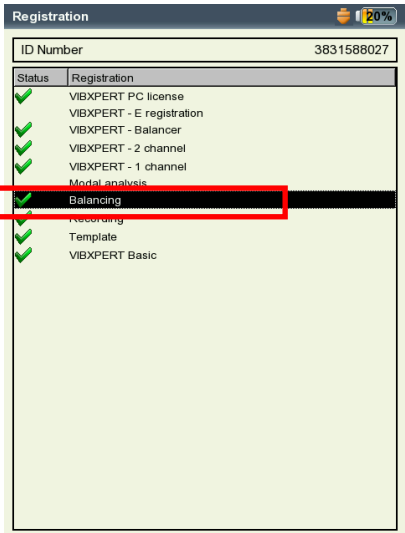 Registration 20%
ID Number 3831588027
Status Registration
VIBXPERT PC license
VIBXPERT - E registration
VIBXPERT - Balancer
VIBXPERT - 2 channel
VIBXPERT - 1 channel
Modal analysis
Balancing
Recording
Template
VIBXPERT Basic